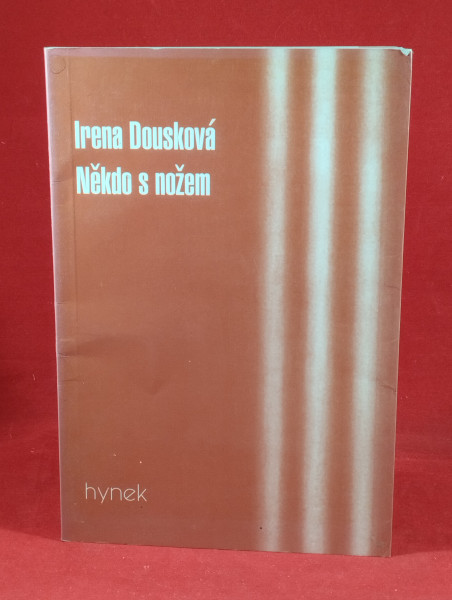 Irena Dousková
Někdo s nožem
hynek